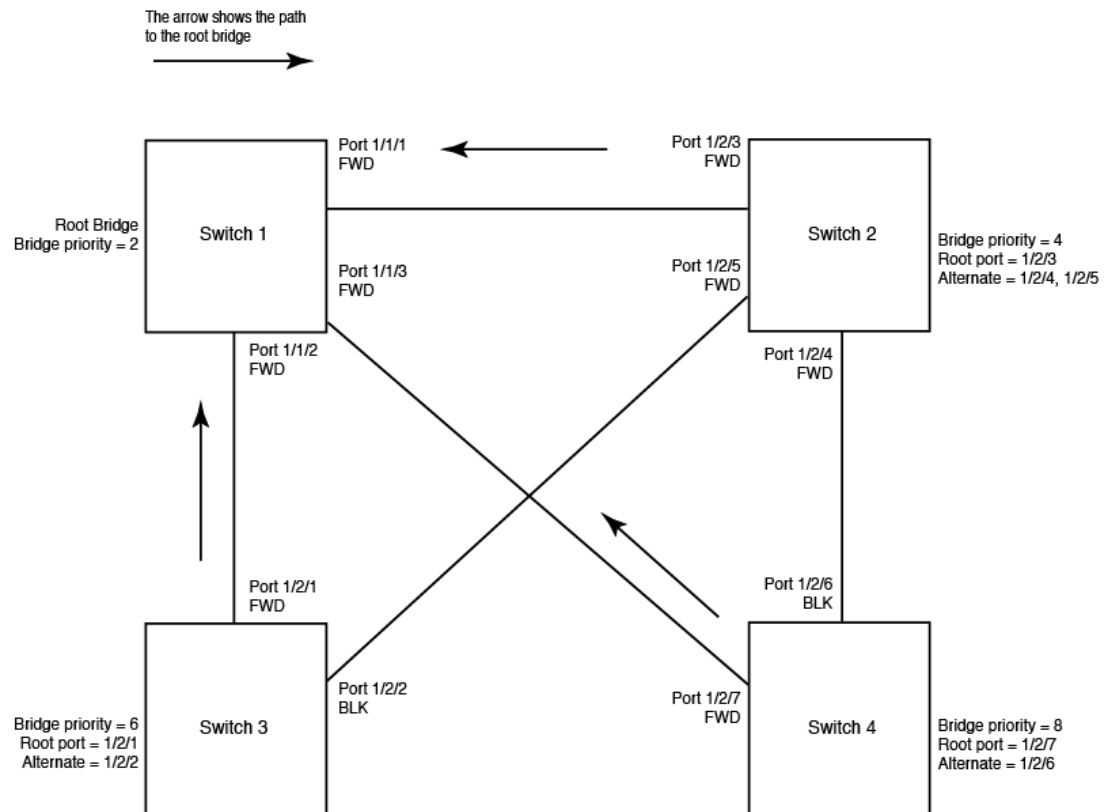 The arrow shows the path
to the root bridge
Port 1/1/1
FWD
Port 1/2/3
FWD
Root Bridge
Bridge priority = 2
Switch 1
Switch 2
Bridge priority = 4
Root port = 1/2/3
Alternate = 1/2/4, 1/2/5
Port 1/1/3
FWD
Port 1/2/5
FWD
Port 1/1/2
FWD
Port 1/2/4
FWD
Port 1/2/1
FWD
Port 1/2/6
BLK
Port 1/2/2
BLK
Port 1/2/7
FWD
Bridge priority = 6
Root port = 1/2/1
Alternate = 1/2/2
Switch 3
Switch 4
Bridge priority = 8
Root port = 1/2/7
Alternate = 1/2/6